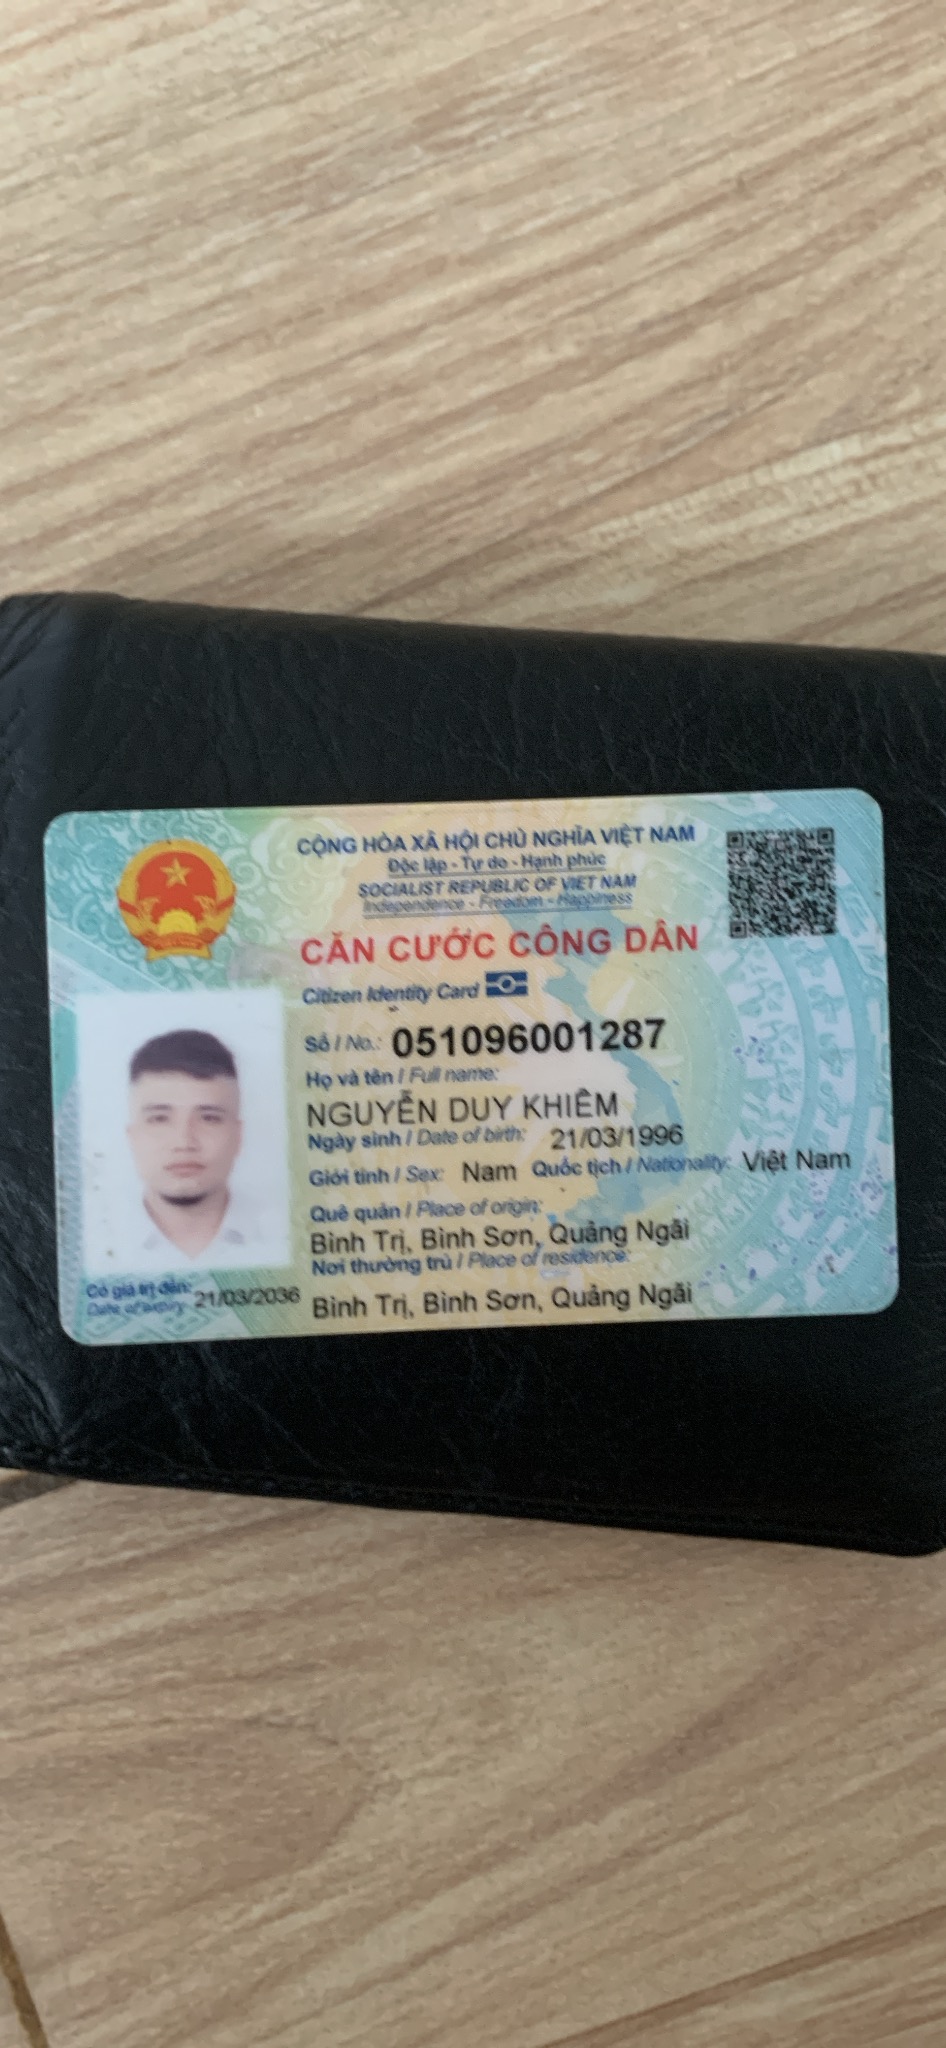 CỘNG HÒA XÃ HỘI CHỦ NGHĨA VIỆT NAM
Độc lập - Tự do - Hạnh phúc
SOCIALIST REPUBLIC OF VIET NAM
Independence - Freedom - Happiness
CĂN CƯỚC CÔNG DÂN
Citizen Identity Card
Số / No.: 051096001287
Họ và tên / Full name:
NGUYỄN DUY KHIÊM
Ngày sinh / Date of birth: 21/03/1996
Giới tính / Sex: Nam Quốc tịch / Nationality: Việt Nam
Quê quán / Place of origin:
Bình Trị, Bình Sơn, Quảng Ngãi
Nơi thường trú / Place of residence:
Bình Trị, Bình Sơn, Quảng Ngãi
Có giá trị đến: 21/03/2036
Date of expiry